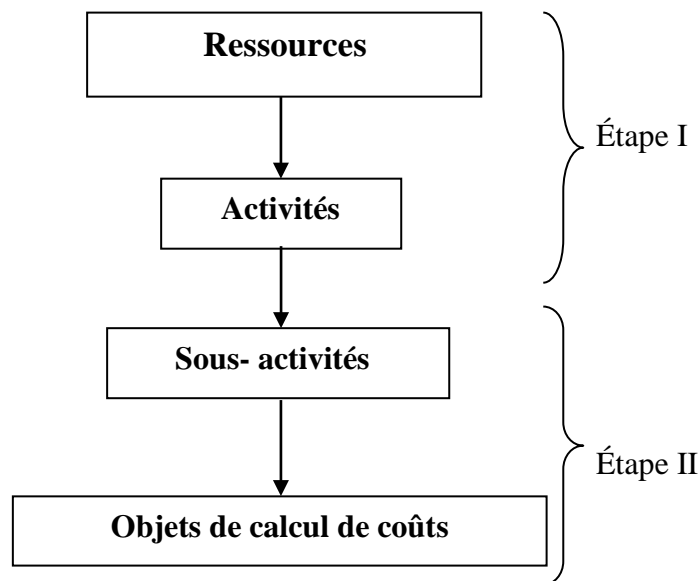 Ressources
Étape I
Activités
Sous- activités
Étape II
Objets de calcul de coûts